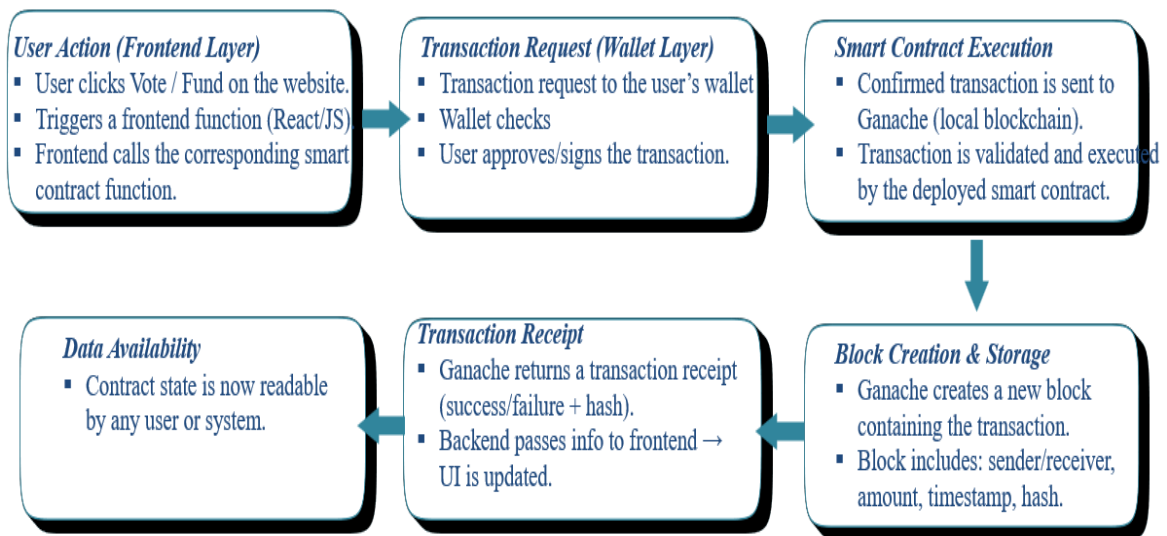 User Action (Frontend Layer)
▪ User clicks Vote / Fund on the website.
▪ Triggers a frontend function (React/JS).
▪ Frontend calls the corresponding smart
contract function.
Transaction Request (Wallet Layer)
▪ Transaction request to the user's wallet
▪ Wallet checks
▪ User approves/signs the transaction.
Smart Contract Execution
▪ Confirmed transaction is sent to
Ganache (local blockchain).
▪ Transaction is validated and executed
by the deployed smart contract.
Block Creation & Storage
▪ Ganache creates a new block
containing the transaction.
▪ Block includes: sender/receiver,
amount, timestamp, hash.
Transaction Receipt
▪ Ganache returns a transaction receipt
(success/failure + hash).
▪ Backend passes info to frontend →
UI is updated.
Data Availability
▪ Contract state is now readable
by any user or system.